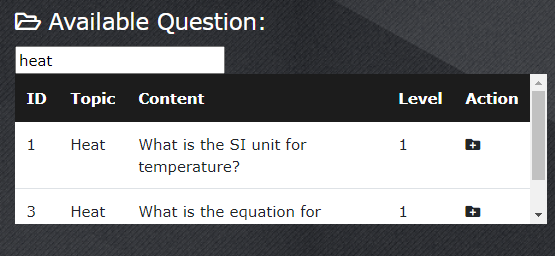 Available Question:
heat
ID Topic Content Level Action
1 Heat What is the SI unit for 1
temperature?
3 Heat What is the equation for 1